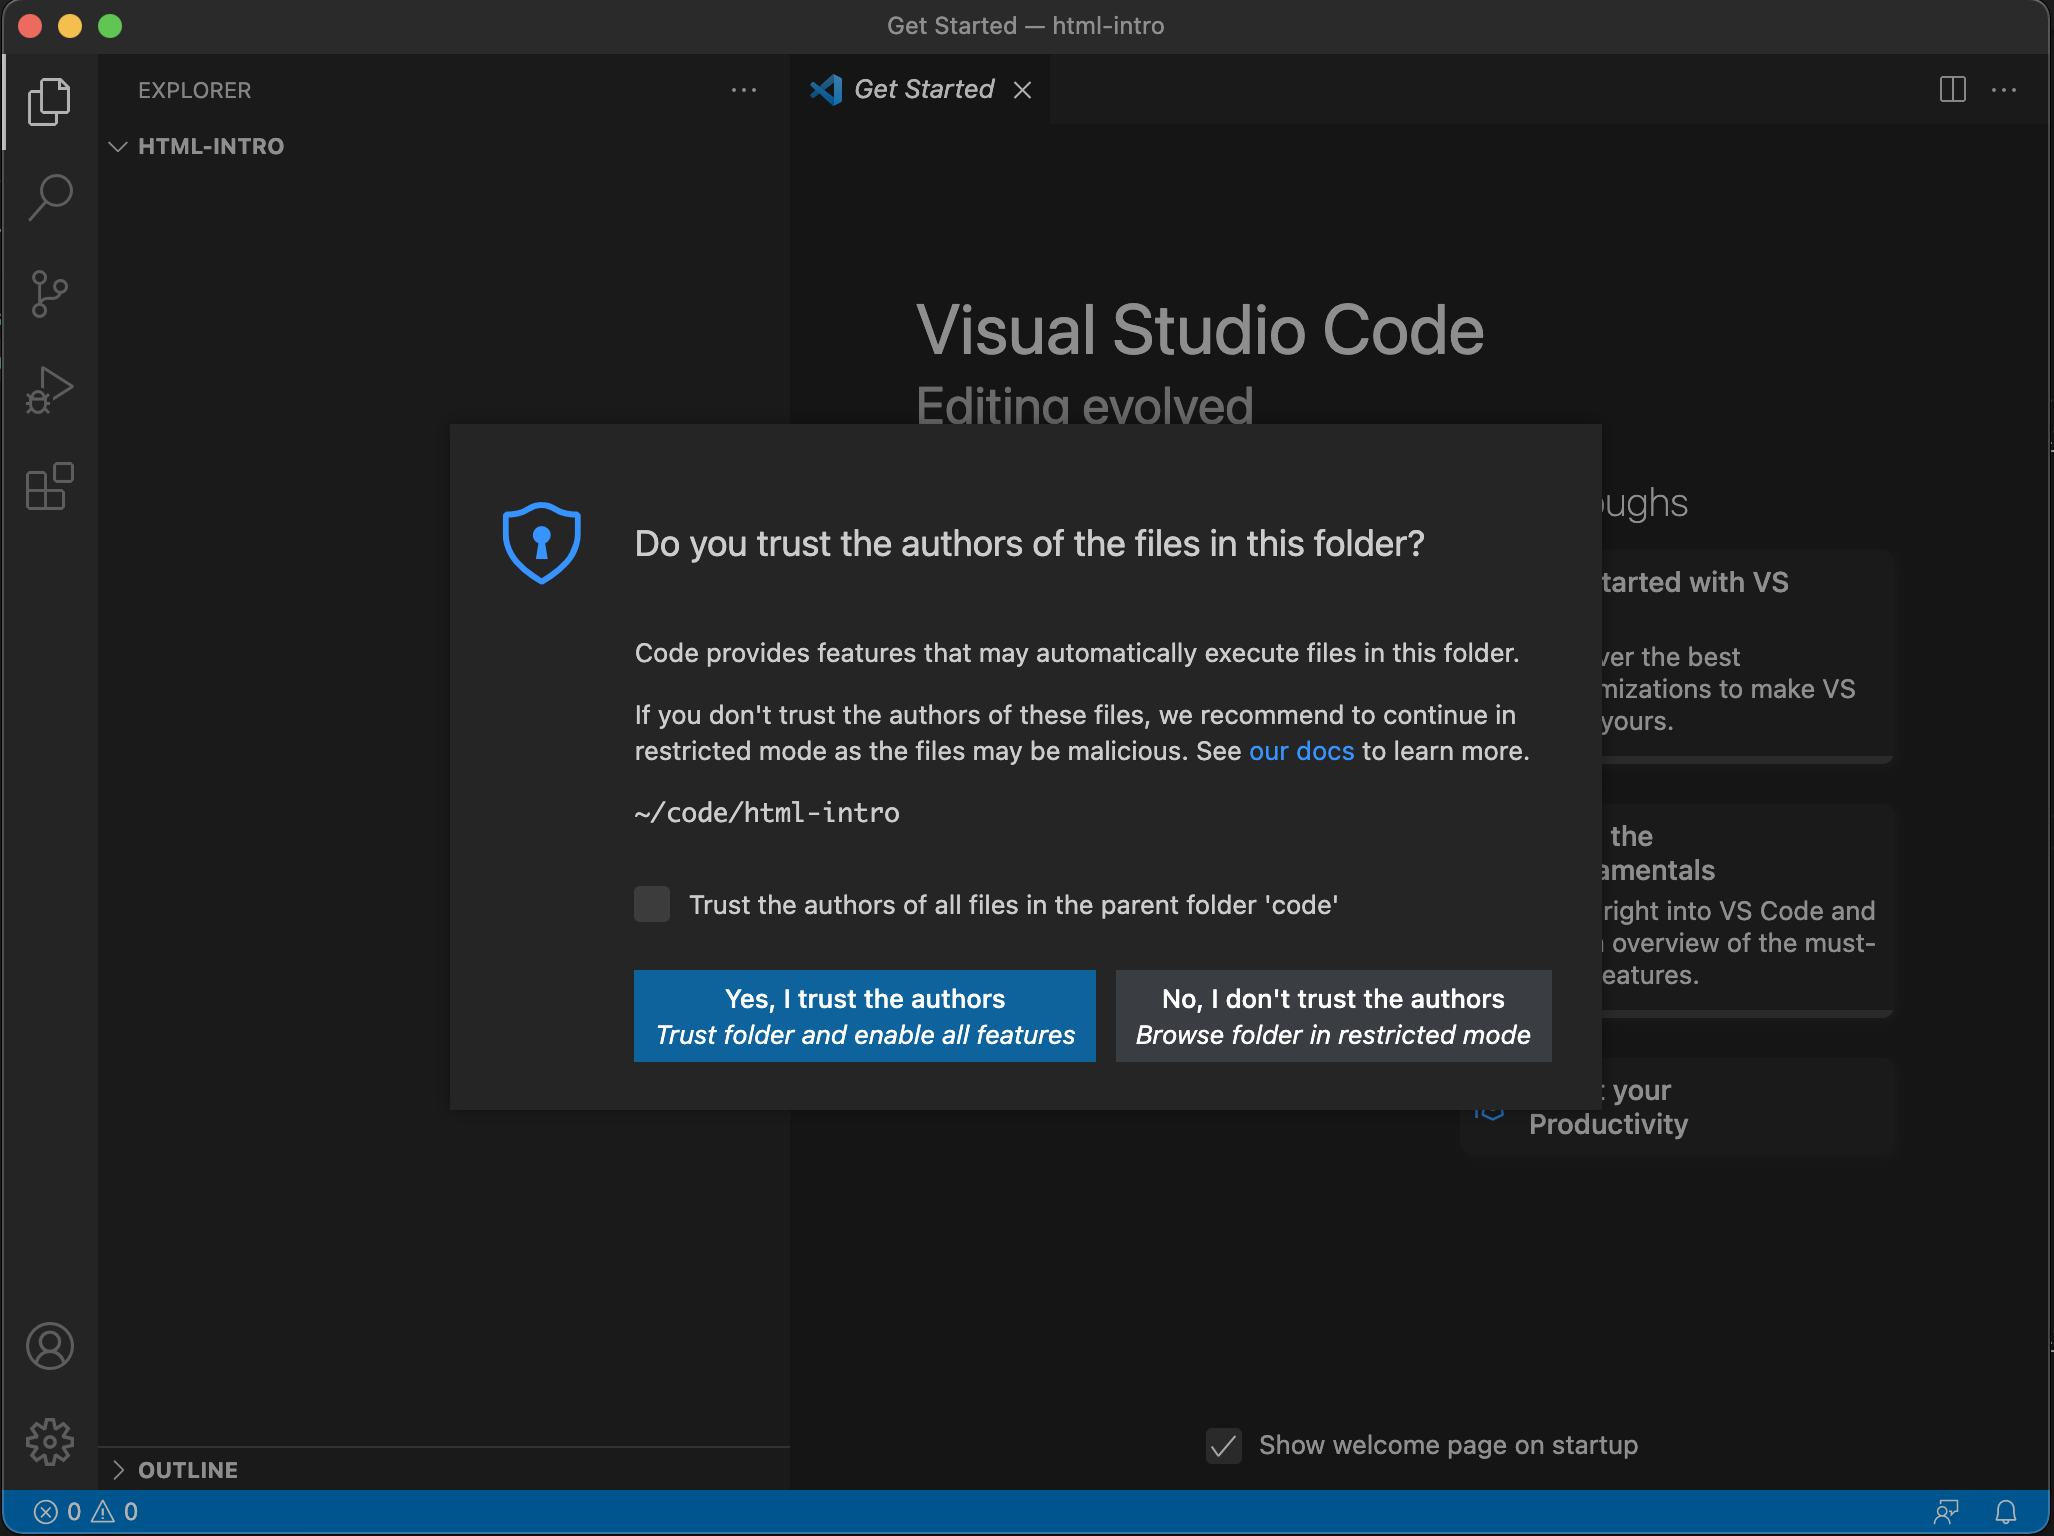 Get Started — html-intro
EXPLORER
HTML-INTRO
Get Started
Visual Studio Code
Editing evolved
oughs
tarted with VS
ver the best
mizations to make VS
yours.
the
amentals
right into VS Code and
overview of the must-
eatures.
your
Productivity
Do you trust the authors of the files in this folder?
Code provides features that may automatically execute files in this folder.
If you don't trust the authors of these files, we recommend to continue in
restricted mode as the files may be malicious. See our docs to learn more.
~/code/html-intro
Trust the authors of all files in the parent folder 'code'
Yes, I trust the authors
Trust folder and enable all features
No, I don't trust the authors
Browse folder in restricted mode
Show welcome page on startup
OUTLINE
0 0